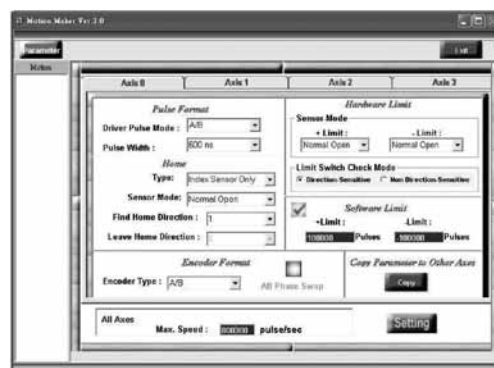 Motion Maker Ver 2.0
Parameter
Exit
Motion
Axis 0 Axis 1 Axis 2 Axis 3
Pulse Format
Driver Pulse Mode : A/B
Pulse Width : 600 ns
Home
Type: Index Sensor Only
Sensor Mode: Normal Open
Find Home Direction : 1
Leave Home Direction :
Encoder Format
Encoder Type : A/B
AB Phase Swap
Hardware Limit
Sensor Mode
+ Limit : - Limit :
Normal Open Normal Open
Limit Switch Check Mode
Direction Sensitive Non Direction Sensitive
Software Limit
+Limit : -Limit :
Pulses Pulses
Copy Parameter to Other Axes
Copy
All Axes
Max. Speed : pulse/sec
Setting